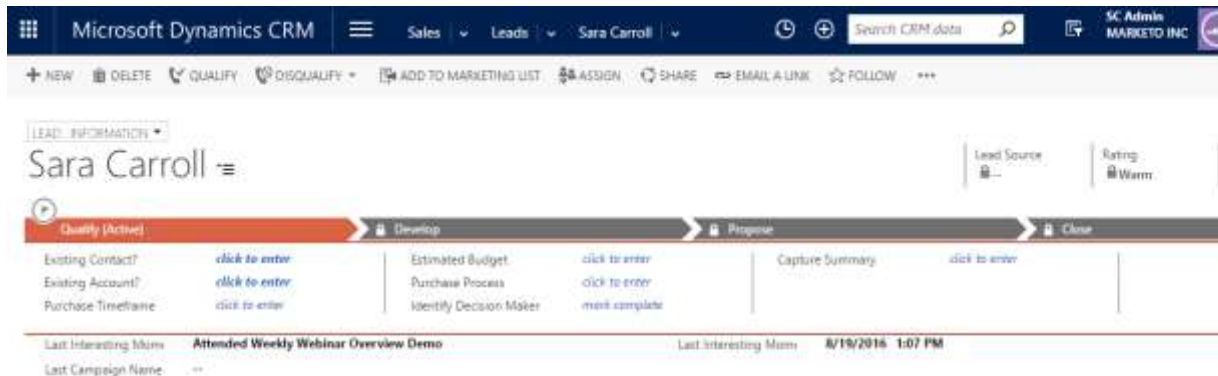 Microsoft Dynamics CRM Sales Leads Sara Carroll Search CRM data SC Admin
MARKETO INC
NEW DELETE QUALIFY DISQUALIFY ADD TO MARKETING LIST ASSIGN SHARE EMAIL A LINK FOLLOW •••
LEAD : INFORMATION
Sara Carroll
Lead Source Rating
... Warm
Qualify (Active) Develop Propose Close
Existing Contact? click to enter Estimated Budget click to enter Capture Summary click to enter
Existing Account? click to enter Purchase Process click to enter
Purchase Timeframe click to enter Identify Decision Maker mark complete
Last Interesting Mom Attended Weekly Webinar Overview Demo Last Interesting Mom 8/19/2016 1:07 PM
Last Campaign Name --